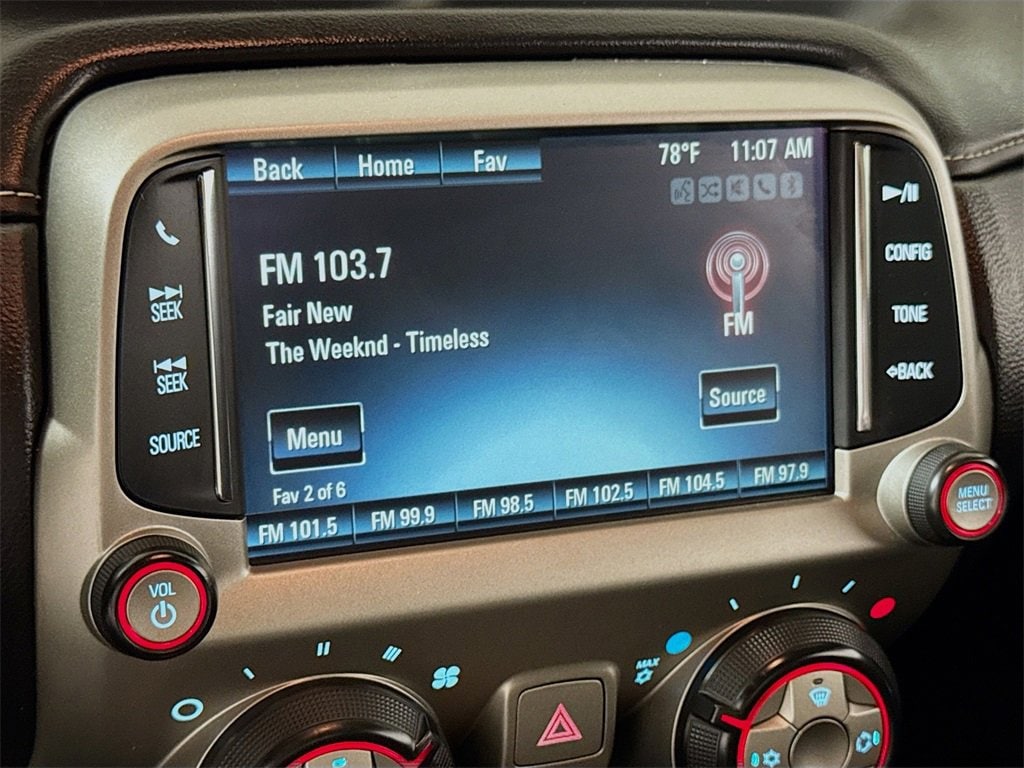 Back Home Fav 78°F 11:07 AM
FM 103.7
Fair New
The Weeknd - Timeless
FM
Menu
Source
Fav 2 of 6
FM 101.5 FM 99.9 FM 98.5 FM 102.5 FM 104.5 FM 97.9
SEEK
SEEK
SOURCE
CONFIG
TONE
BACK
VOL
MENU
SELECT
MAX